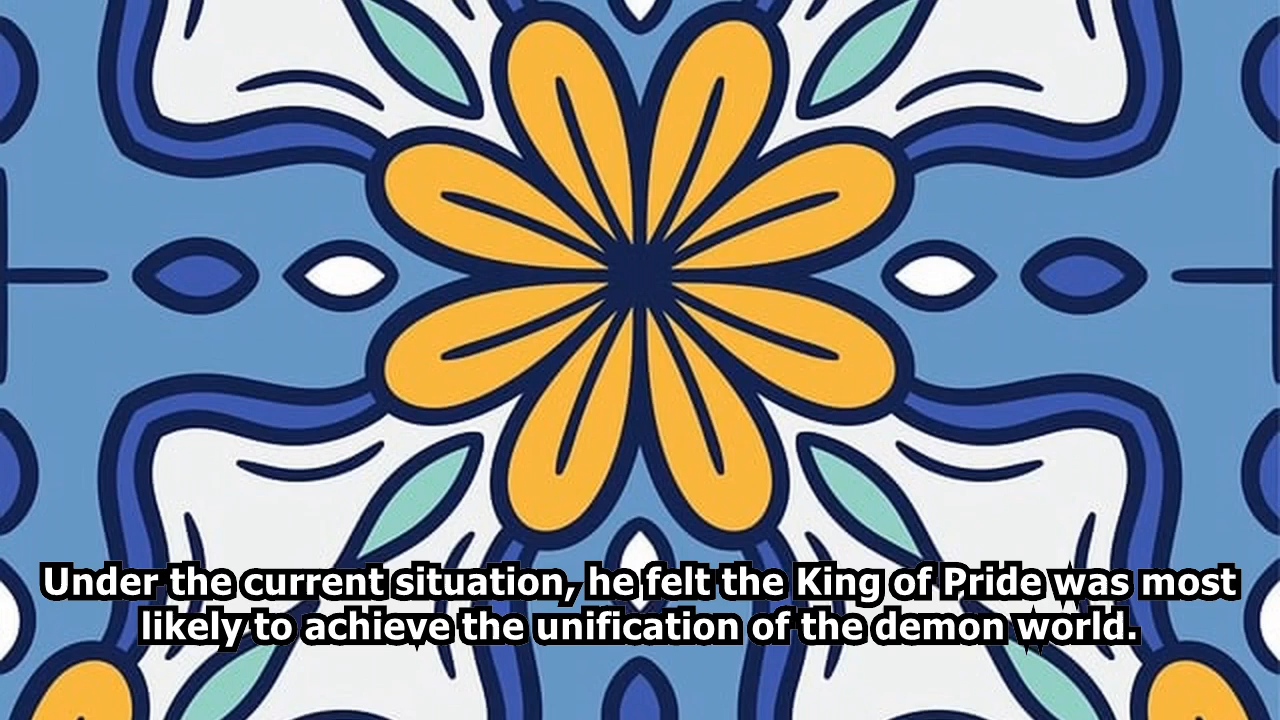 Under the current situation, he felt the King of Pride was most
likely to achieve the unification of the demon world.